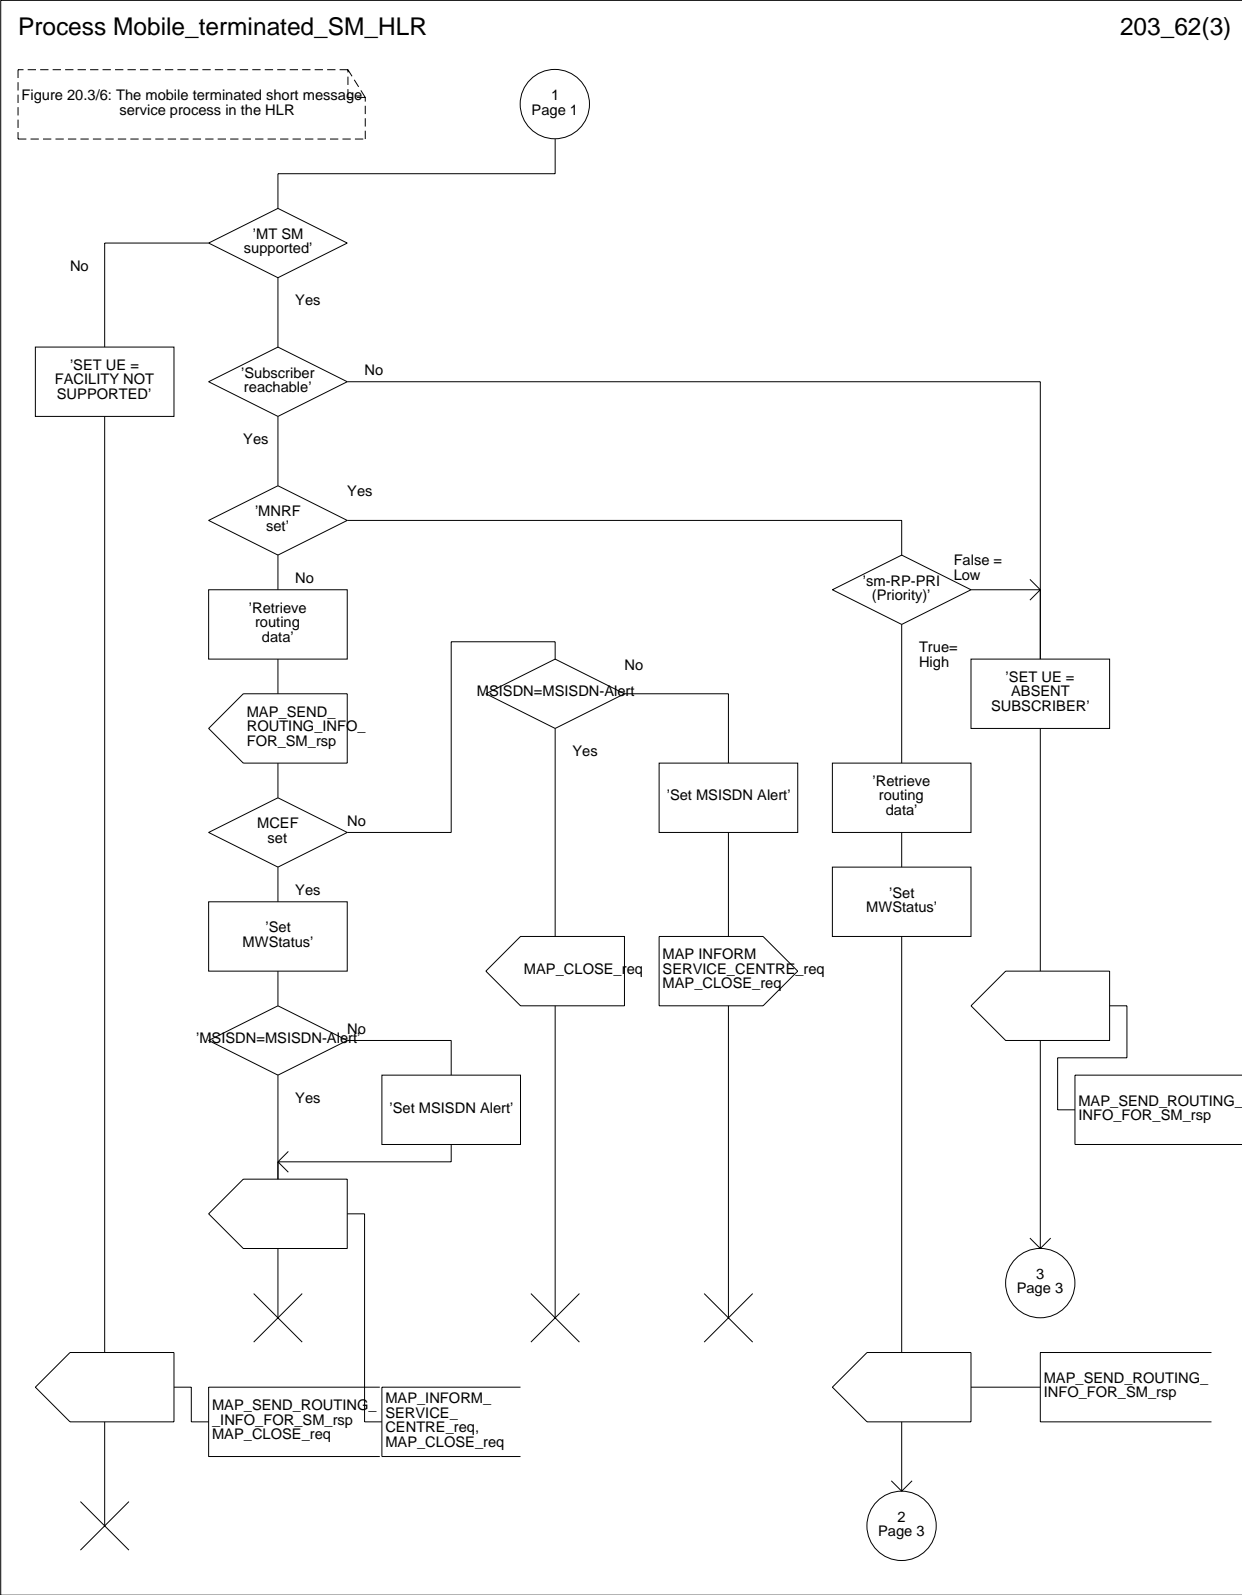 Process Mobile_terminated_SM_HLR
203_62(3)
Figure 20.3/6: The mobile terminated short message
service process in the HLR
1
Page 1
'MT SM
supported'
No
Yes
'SET UE =
FACILITY NOT
SUPPORTED'
'Subscriber
reachable'
No
Yes
'MNRF
set'
Yes
No
'sm-RP-PRI
(Priority)'
False =
Low
True=
High
'Retrieve
routing
data'
MSISDN=MSISDN-Alert
No
Yes
'SET UE =
ABSENT
SUBSCRIBER'
MAP_SEND_
ROUTING_INFO_
FOR_SM_rsp
'Set MSISDN Alert'
'Retrieve
routing
data'
MCEF
set
No
Yes
'Set
MWStatus'
'Set
MWStatus'
MAP_CLOSE_req
MAP INFORM
SERVICE_CENTRE_req
MAP_CLOSE_req
'MSISDN=MSISDN-Alert'
No
Yes
'Set MSISDN Alert'
MAP_SEND_ROUTING_
INFO_FOR_SM_rsp
3
Page 3
MAP_SEND_ROUTING_
_INFO_FOR_SM_rsp
MAP_CLOSE_req
MAP_INFORM_
SERVICE_
CENTRE_req,
MAP_CLOSE_req
MAP_SEND_ROUTING_
INFO_FOR_SM_rsp
2
Page 3